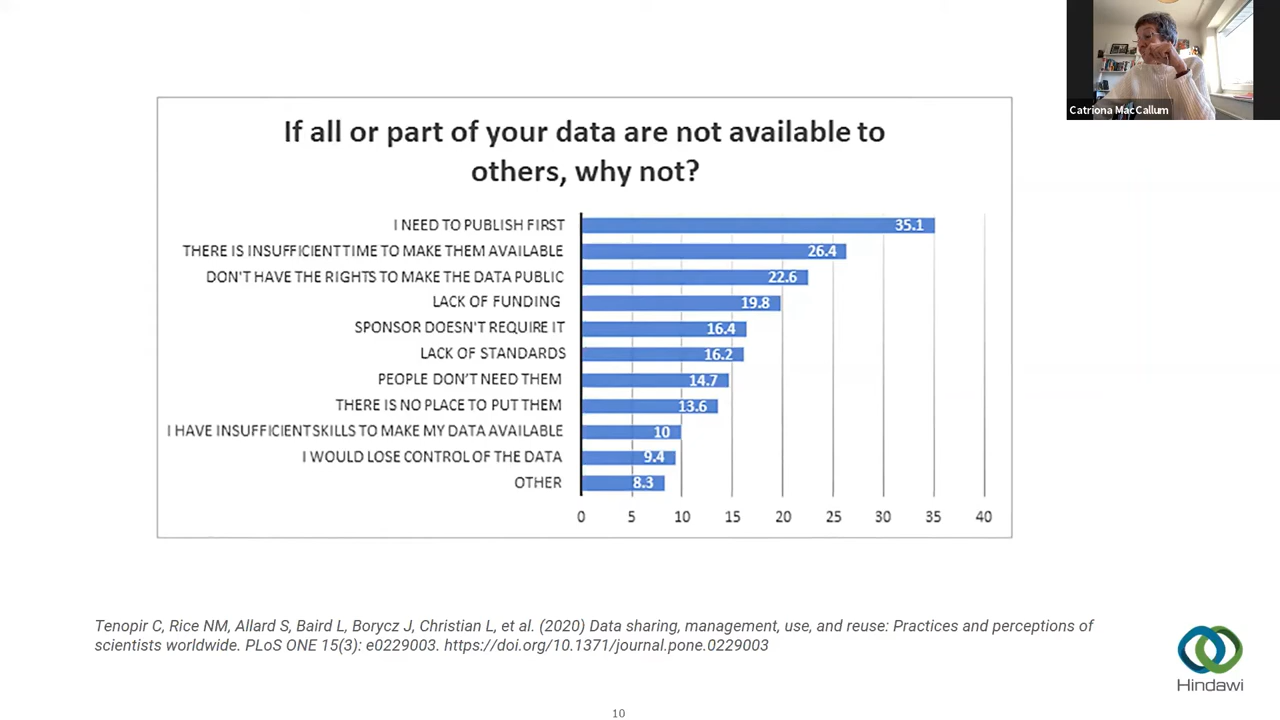 Catriona MacCallum
If all or part of your data are not available to
others, why not?
I NEED TO PUBLISH FIRST 35.1
THERE IS INSUFFICIENT TIME TO MAKE THEM AVAILABLE 26.4
DON'T HAVE THE RIGHTS TO MAKE THE DATA PUBLIC 22.6
LACK OF FUNDING 19.8
SPONSOR DOESN'T REQUIRE IT 16.4
LACK OF STANDARDS 16.2
PEOPLE DON'T NEED THEM 14.7
THERE IS NO PLACE TO PUT THEM 13.6
I HAVE INSUFFICIENT SKILLS TO MAKE MY DATA AVAILABLE 10
I WOULD LOSE CONTROL OF THE DATA 9.4
OTHER 8.3
0 5 10 15 20 25 30 35 40
Tenopir C, Rice NM, Allard S, Baird L, Borycz J, Christian L, et al. (2020) Data sharing, management, use, and reuse: Practices and perceptions of
scientists worldwide. PLoS ONE 15(3): e0229003. https://doi.org/10.1371/journal.pone.0229003
Hindawi
10